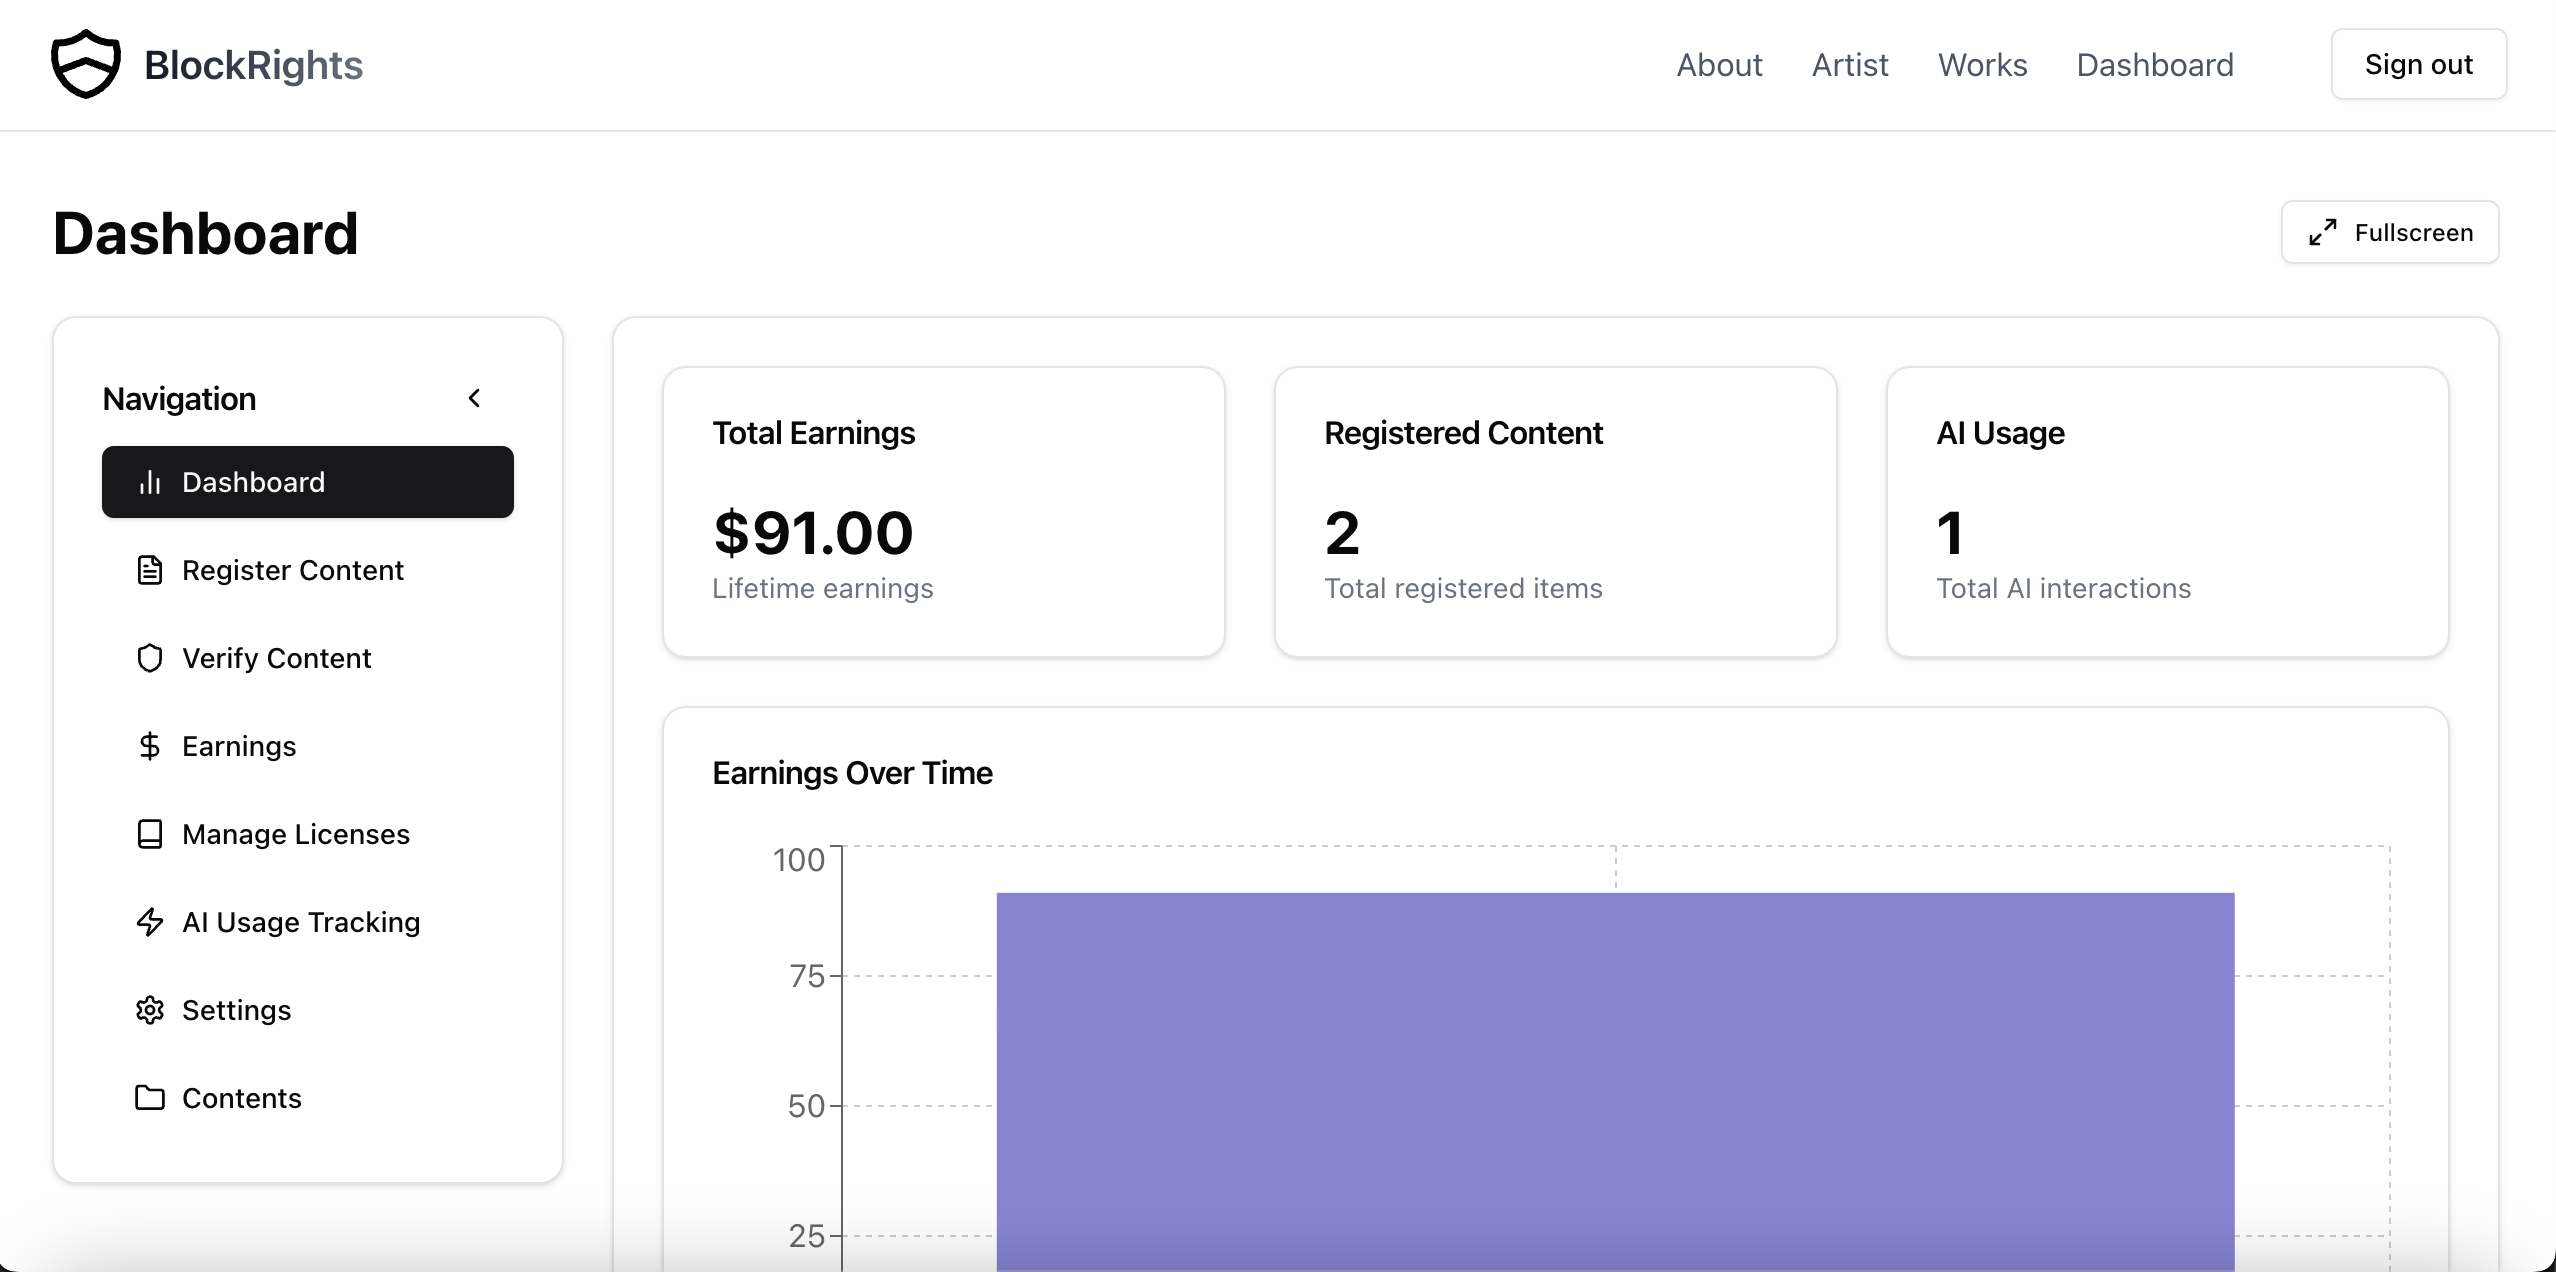 BlockRights
About
Artist
Works
Dashboard
Sign out
Dashboard
Fullscreen
Navigation
Dashboard
Register Content
Verify Content
Earnings
Manage Licenses
AI Usage Tracking
Settings
Contents
Total Earnings
$91.00
Lifetime earnings
Registered Content
2
Total registered items
AI Usage
1
Total AI interactions
Earnings Over Time
100
75
50
25